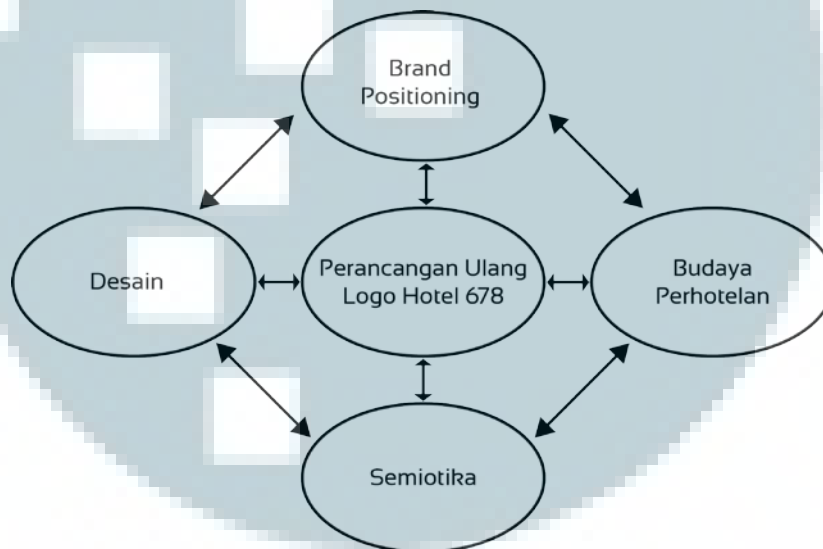 Brand
Positioning
Desain
Perancangan Ulang
Logo Hotel 678
Budaya
Perhotelan
Semiotika